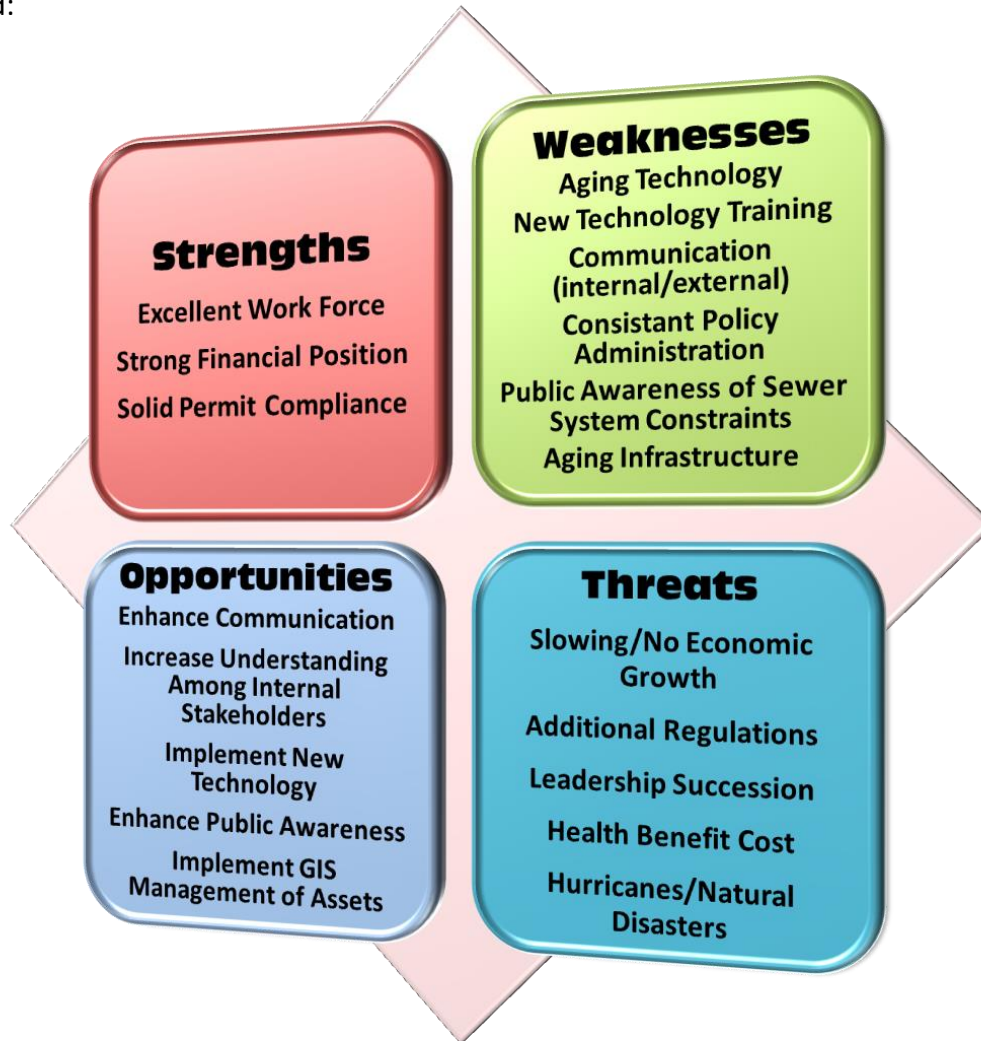 Strengths
Excellent Work Force
Strong Financial Position
Solid Permit Compliance
Weaknesses
Aging Technology
New Technology Training
Communication
(internal/external)
Consistant Policy
Administration
Public Awareness of Sewer
System Constraints
Aging Infrastructure
Opportunities
Enhance Communication
Increase Understanding
Among Internal
Stakeholders
Implement New
Technology
Enhance Public Awareness
Implement GIS
Management of Assets
Threats
Slowing/No Economic
Growth
Additional Regulations
Leadership Succession
Health Benefit Cost
Hurricanes/Natural
Disasters